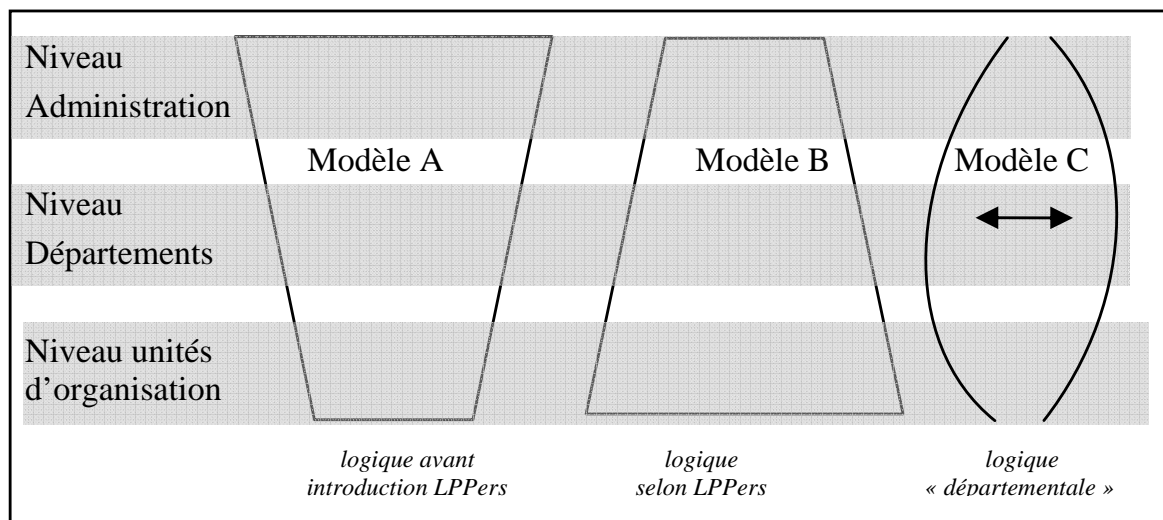 Niveau
Administration
Modèle A
Modèle B
Modèle C
Niveau
Départements
Niveau unités
d’organisation
logique avant
introduction LPPers
logique
selon LPPers
logique
« départementale »